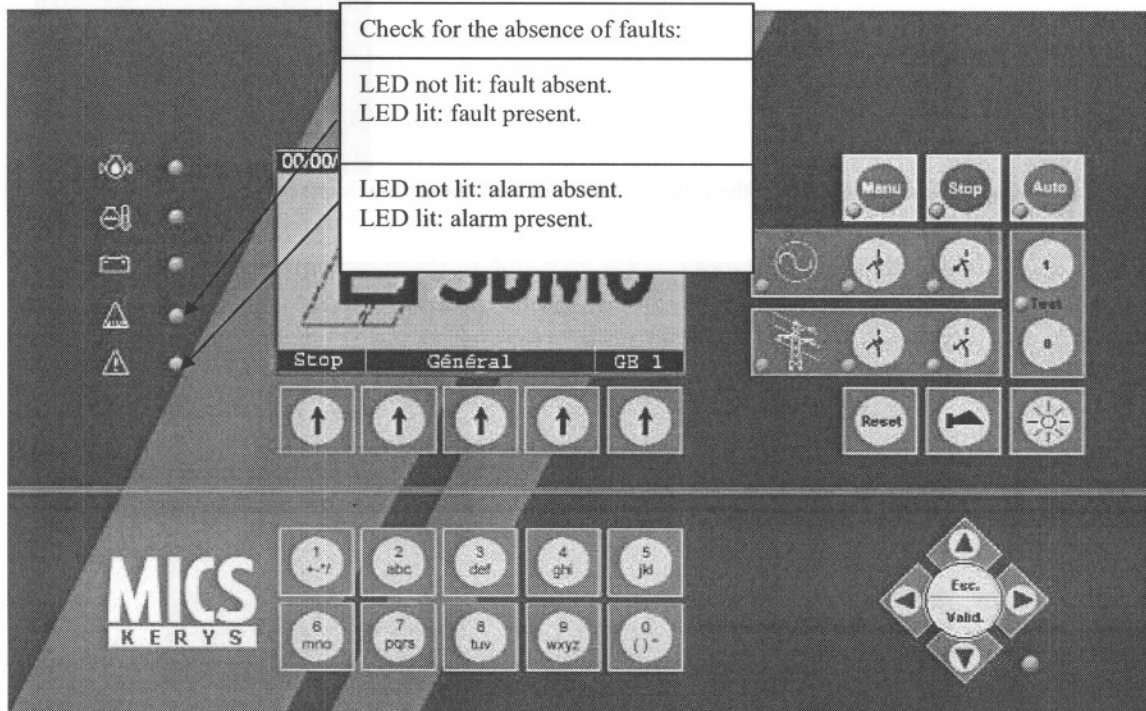 Check for the absence of faults:
LED not lit: fault absent.
LED lit: fault present.
LED not lit: alarm absent.
LED lit: alarm present.
00/00/
SDMO
Stop Général GE 1
Manu Stop Auto
1
Test
0
Reset
MICS
KERYS
1 2 3 4 5
+-*/ abc def ghi jkl
6 7 8 9 0
mno pqrs tuv wxyz ( ) "
Esc.
Valid.